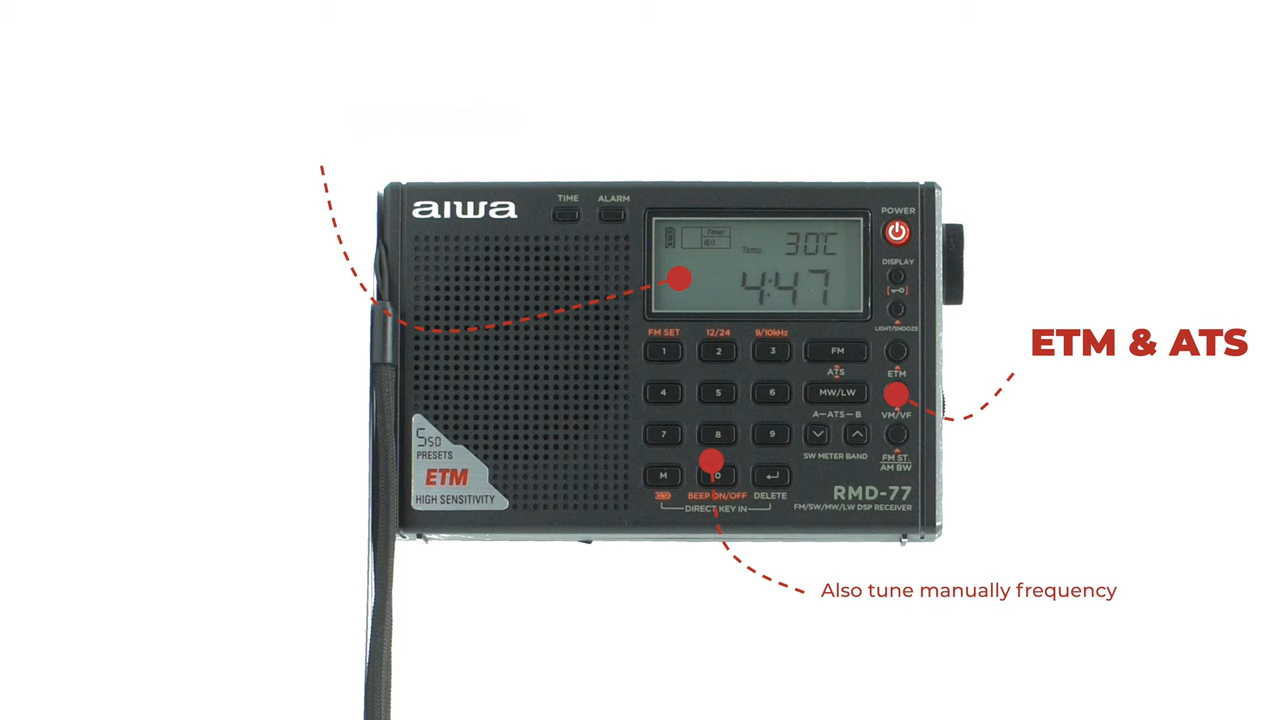 aiwa
TIME ALARM
POWER
Timer
Temp. 30°C
4:47
DISPLAY
LIGHT/SNOOZE
ETM & ATS
FM SET 12/24 9/10kHz
1 2 3 FM
ATS ETM
4 5 6 MW/LW
A-ATS-B VM/VF
7 8 9
SW METER BAND FM ST.
AM BW
550
PRESETS
ETM
HIGH SENSITIVITY
M 0
BEEP ON/OFF DELETE
DIRECT KEY IN
RMD-77
FM/SW/MW/LW DSP RECEIVER
Also tune manually frequency